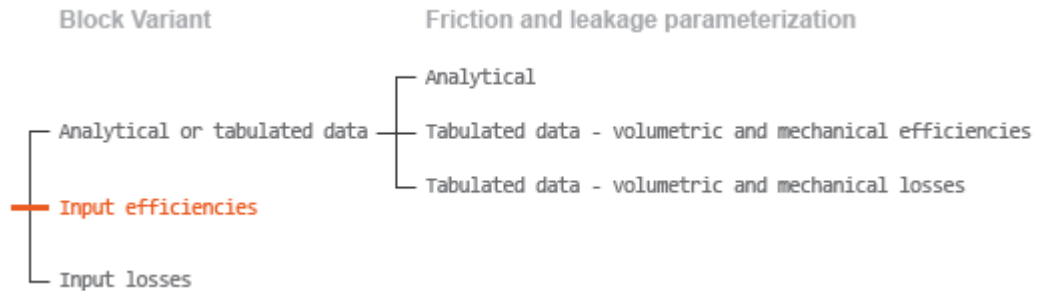 Block Variant
Friction and leakage parameterization
Analytical
Analytical or tabulated data
Tabulated data - volumetric and mechanical efficiencies
Tabulated data - volumetric and mechanical losses
Input efficiencies
Input losses